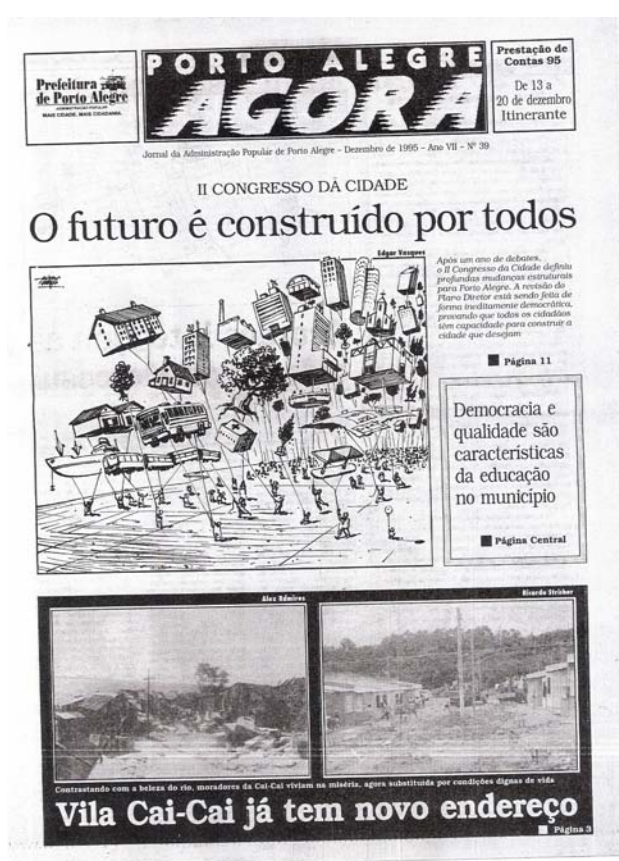 Prefeitura
de Porto Alegre
ADMINISTRAÇÃO POPULAR
MAIS CIDADE, MAIS CIDADANIA.
PORTO ALEGRE
AGORA
Prestação de
Contas 95
De 13 a
20 de dezembro
Itinerante
Jornal da Administração Popular de Porto Alegre - Dezembro de 1995 - Ano VII - Nº 39
II CONGRESSO DA CIDADE
O futuro é construído por todos
Edgar Vasques
Após um ano de debates,
o II Congresso da Cidade definiu
profundas mudanças estruturais
para Porto Alegre. A revisão do
Plano Diretor está sendo feita de
forma ineditamente democrática,
provando que todos os cidadãos
têm capacidade para construir a
cidade que desejam
Página 11
Democracia e
qualidade são
características
da educação
no município
Página Central
Ricardo Stricher
Contrastando com a beleza do rio, moradores da Cai-Cai viviam na miséria, agora substituída por condições dignas de vida
Vila Cai-Cai já tem novo endereço
Página 3